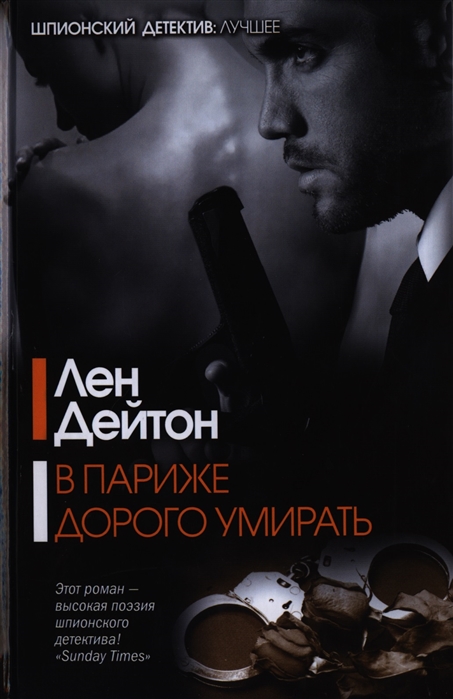 ШПИОНСКИЙ ДЕТЕКТИВ: ЛУЧШЕЕ
Лен
Дейтон
В ПАРИЖЕ
ДОРОГО УМИРАТЬ
Этот роман —
высокая поэзия
шпионского
детектива!
«Sunday Times»